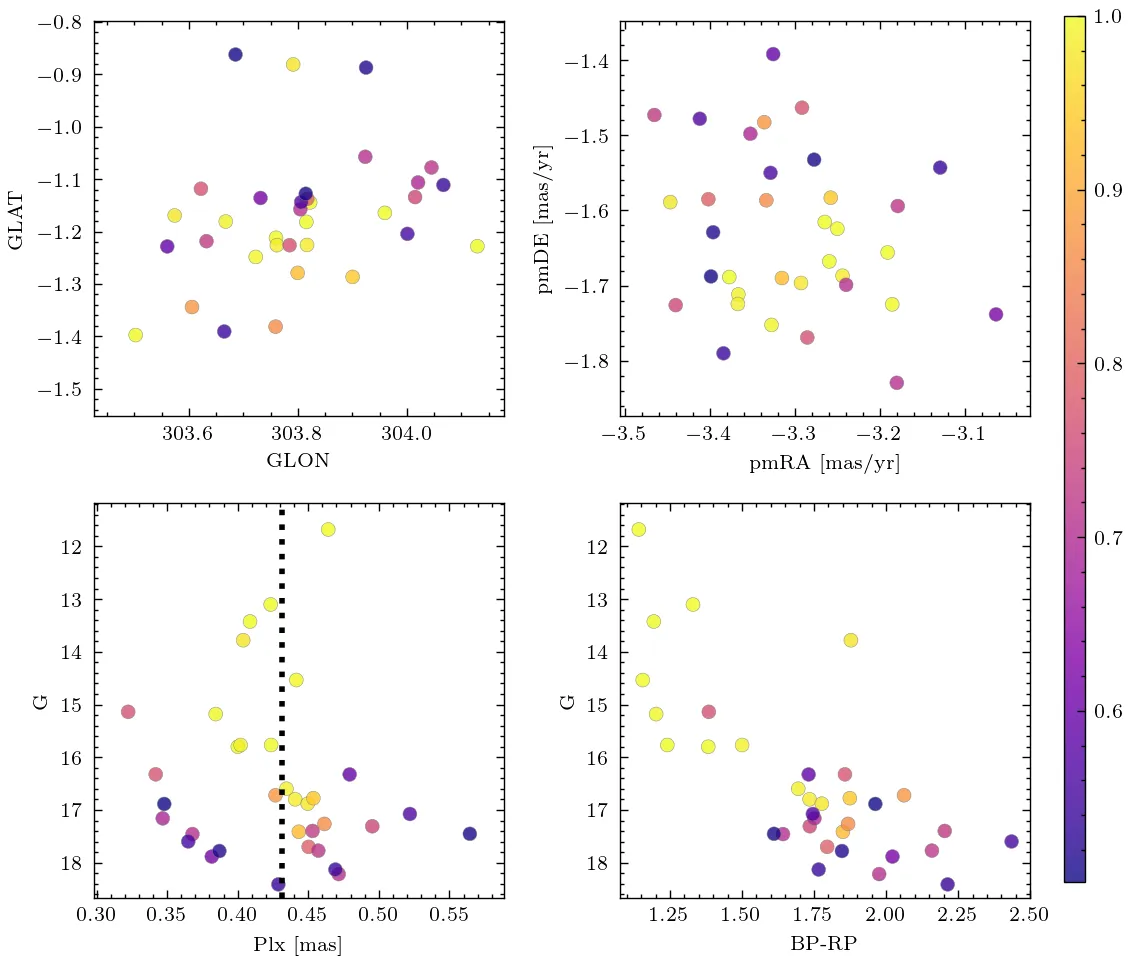 −0.8
−0.9
−1.0
−1.1
−1.2
−1.3
−1.4
−1.5
GLAT
303.6 303.8 304.0
GLON
−1.4
−1.5
−1.6
−1.7
−1.8
pmDE [mas/yr]
−3.5 −3.4 −3.3 −3.2 −3.1
pmRA [mas/yr]
12
13
14
15
16
17
18
G
0.30 0.35 0.40 0.45 0.50 0.55
Plx [mas]
12
13
14
15
16
17
18
G
1.25 1.50 1.75 2.00 2.25 2.50
BP-RP
1.0
0.9
0.8
0.7
0.6